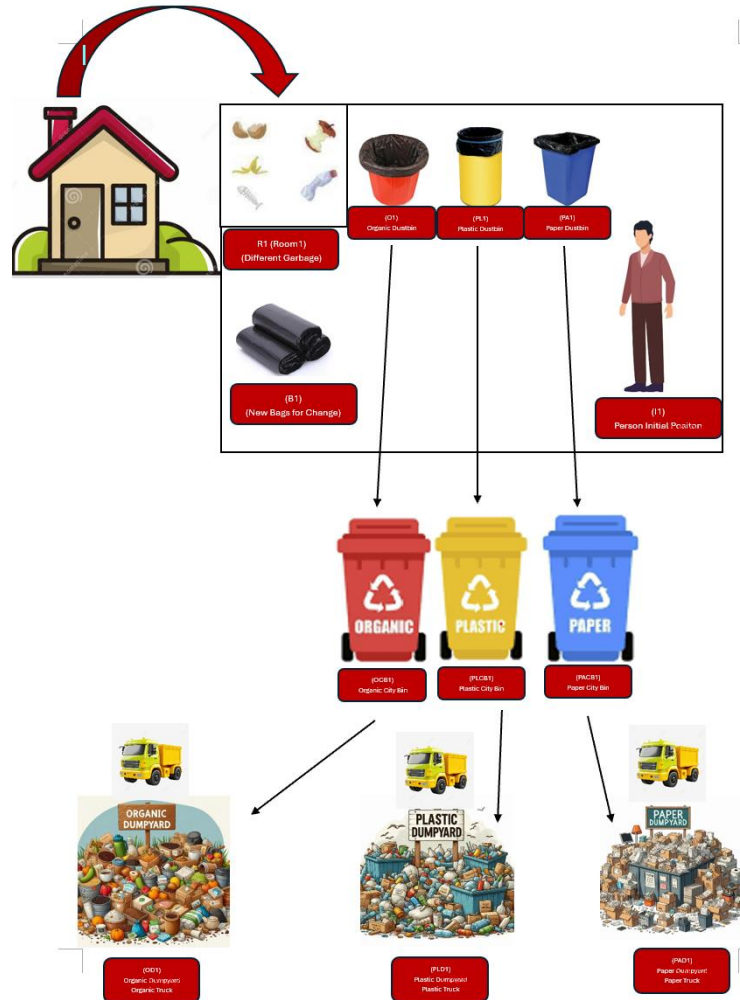 (O1)
Organic Dustbin
(PL1)
Plastic Dustbin
(PA1)
Paper Dustbin
R1 (Room1)
(Different Garbage)
(B1)
(New Bags for Change)
(I1)
Person Initial Position
ORGANIC
PLASTIC
PAPER
(OCB1)
Organic City Bin
(PLCB1)
Plastic City Bin
(PACB1)
Paper City Bin
ORGANIC
DUMPYARD
PLASTIC
DUMPYARD
PAPER
DUMPYARD
(OD1)
Organic Dumpyard
Organic Truck
(PLD1)
Plastic Dumpyard
Plastic Truck
(PAD1)
Paper Dumpyard
Paper Truck